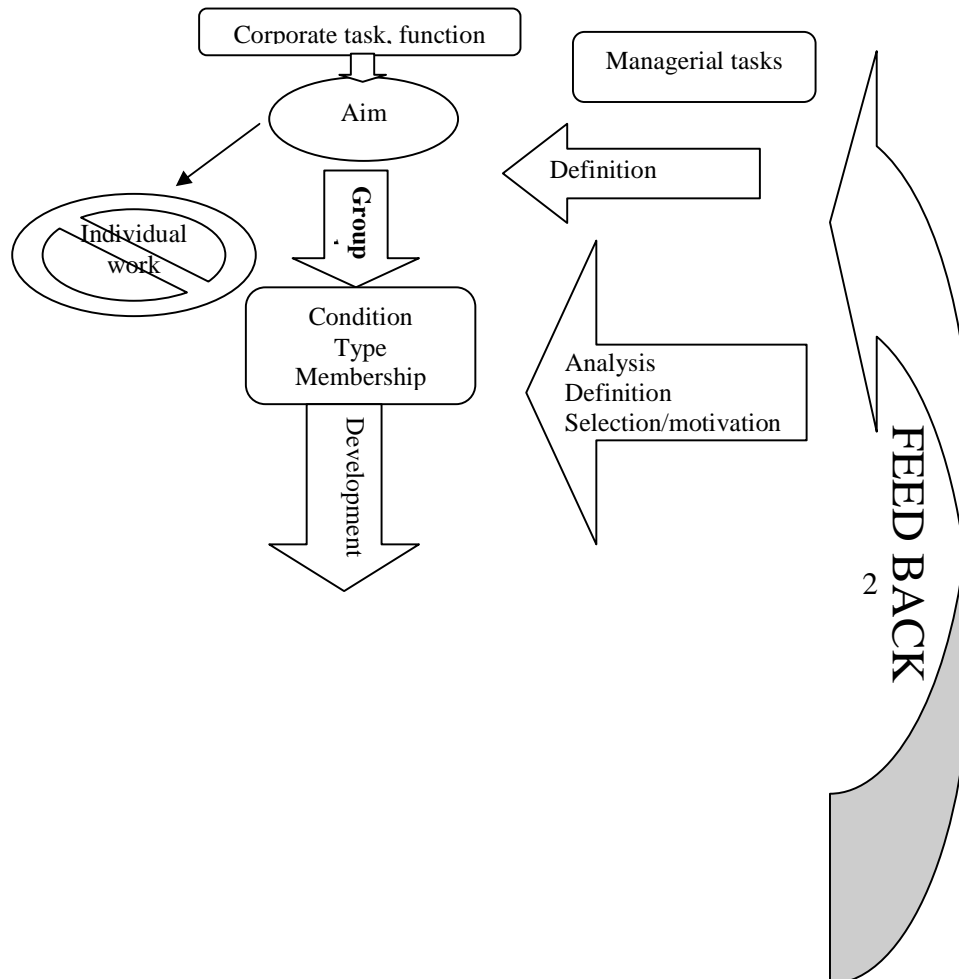 Corporate task, function
Managerial tasks
Aim
Definition
Group
Individual
work
Condition
Type
Membership
Analysis
Definition
Selection/motivation
Development
FEED BACK
2